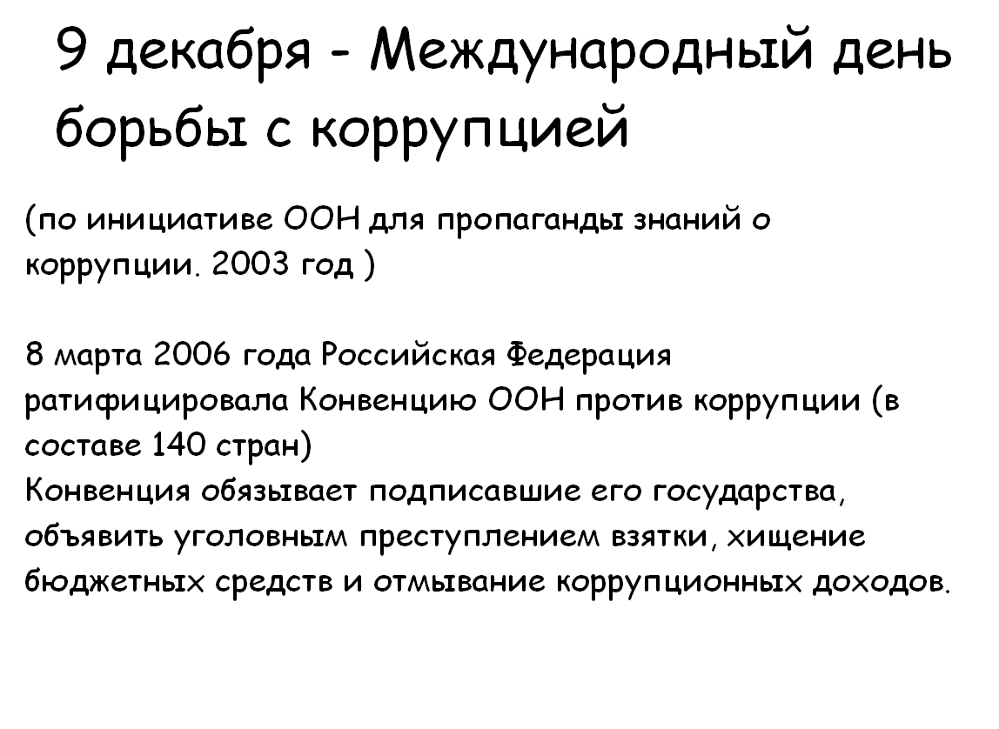 9 декабря - Международный день
борьбы с коррупцией
(по инициативе ООН для пропаганды знаний о
коррупции. 2003 год )
8 марта 2006 года Российская Федерация
ратифицировала Конвенцию ООН против коррупции (в
составе 140 стран)
Конвенция обязывает подписавшие его государства,
объявить уголовным преступлением взятки, хищение
бюджетных средств и отмывание коррупционных доходов.